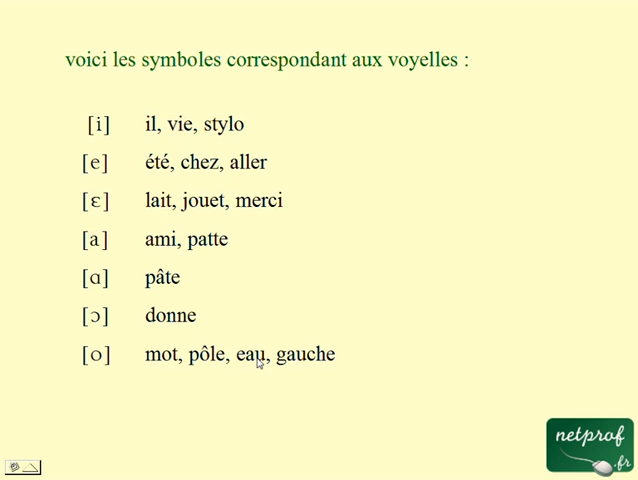 voici les symboles correspondant aux voyelles :
[i] il, vie, stylo
[e] été, chez, aller
[ɛ] lait, jouet, merci
[a] ami, patte
[ɑ] pâte
[ɔ] donne
[o] mot, pôle, eau, gauche
netprof
.fr